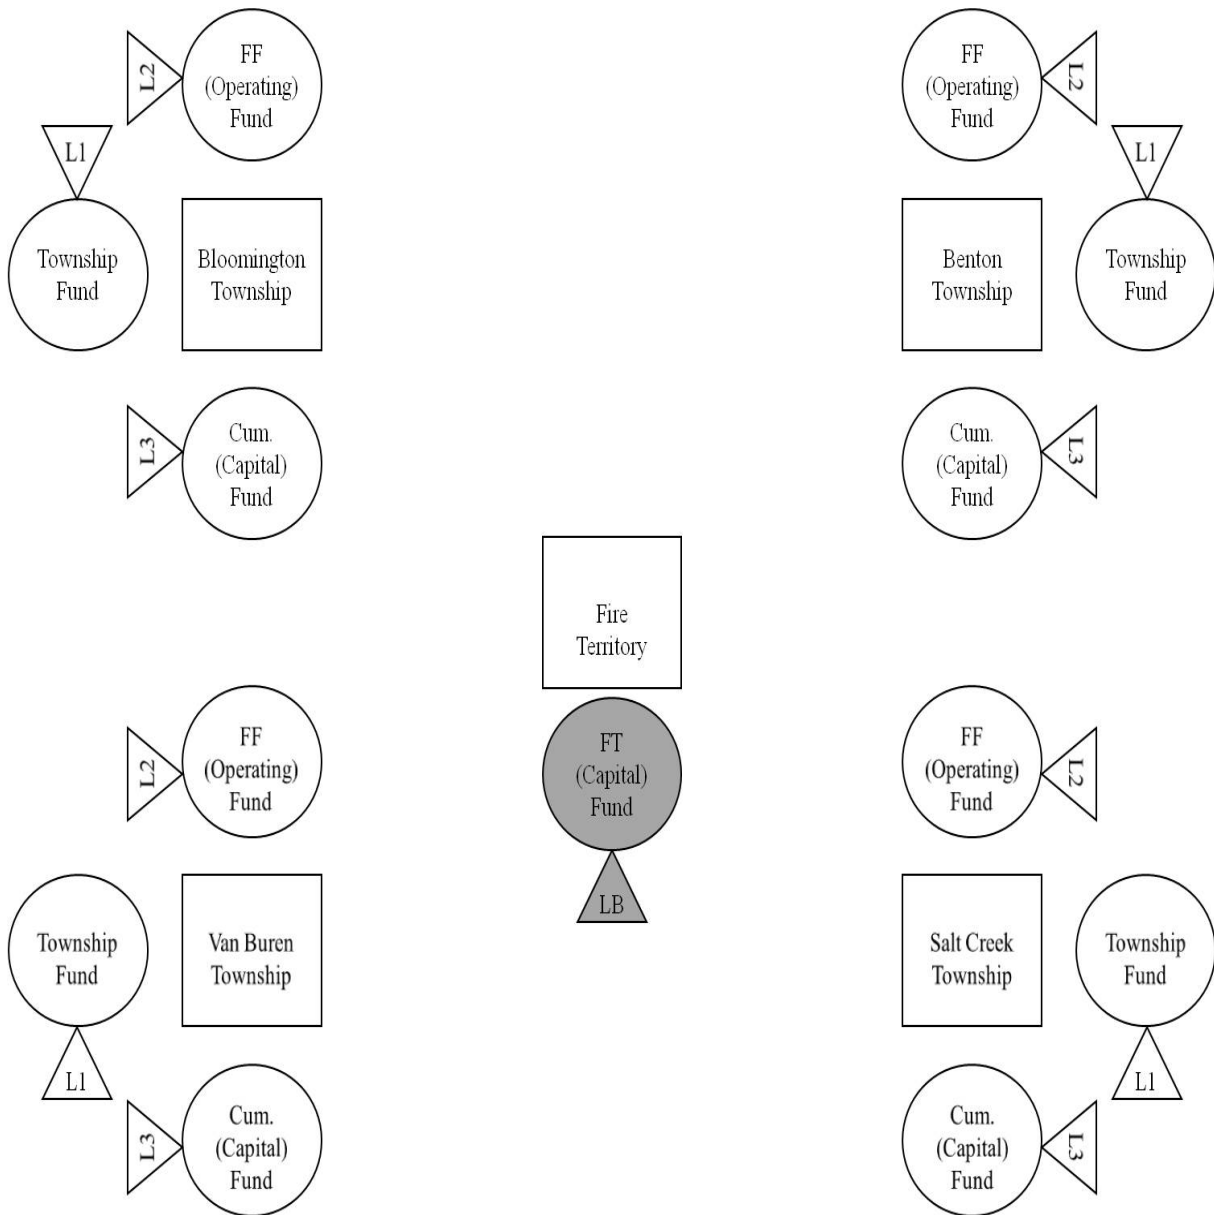 FF
(Operating)
Fund
L2
L1
Township
Fund
Bloomington
Township
Cum.
(Capital)
Fund
L3
FF
(Operating)
Fund
L2
L1
Benton
Township
Township
Fund
Cum.
(Capital)
Fund
L3
Fire
Territory
FT
(Capital)
Fund
LB
FF
(Operating)
Fund
L2
Township
Fund
L1
Van Buren
Township
Cum.
(Capital)
Fund
L3
FF
(Operating)
Fund
L2
Salt Creek
Township
Township
Fund
L1
Cum.
(Capital)
Fund
L3